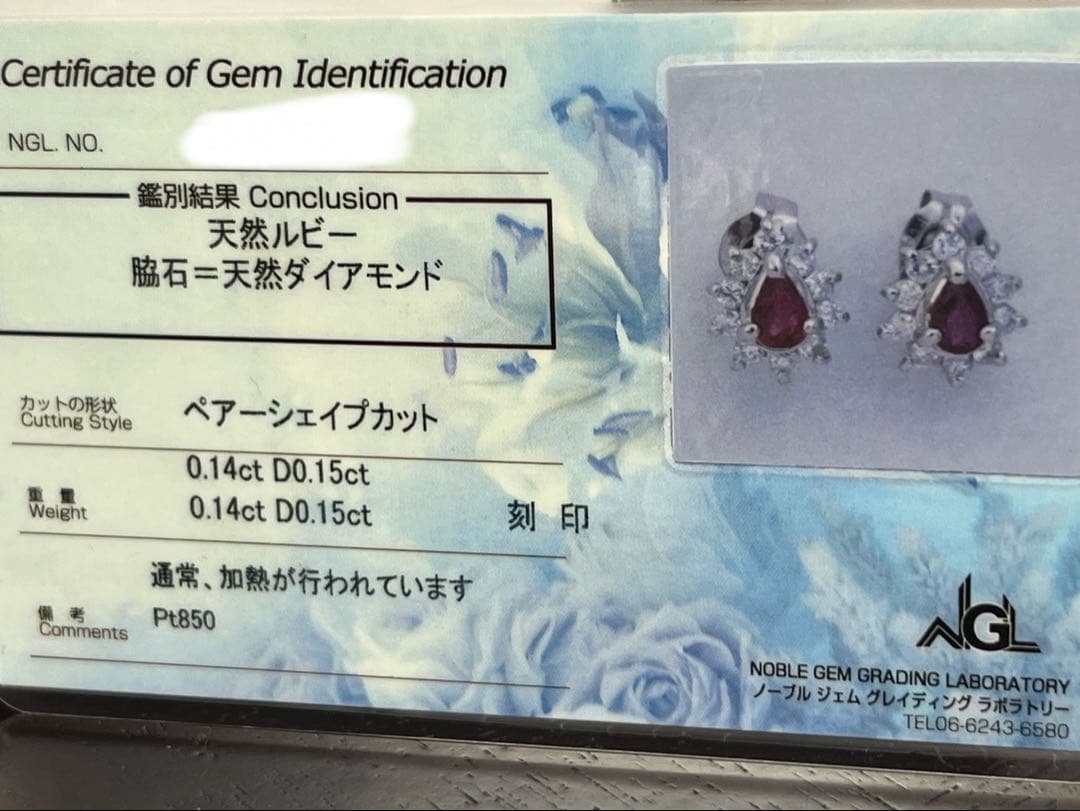 Certificate of Gem Identification
NGL. NO.
鑑別結果 Conclusion
天然ルビー
脇石=天然ダイアモンド
カットの形状
Cutting Style
ペアーシェイプカット
0.14ct D0.15ct
重量
Weight
0.14ct D0.15ct 刻印
通常、加熱が行われています
備考
Comments
Pt850
NGL
NOBLE GEM GRADING LABORATORY
ノーブル ジェム グレイディング ラボラトリー
TEL06-6243-6580